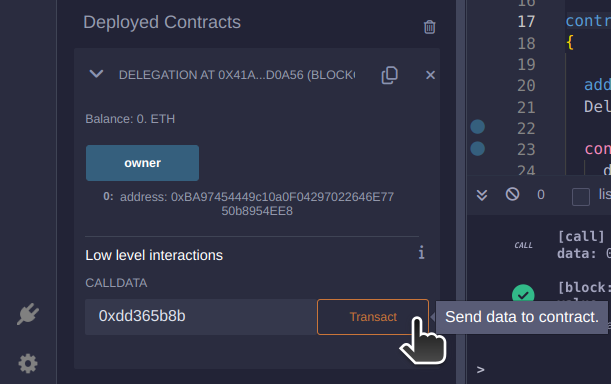 Deployed Contracts
DELEGATION AT 0X41A...D0A56 (BLOCK
Balance: 0. ETH
owner
0: address: 0xBA97454449c10a0F04297022646E77
50b8954EE8
Low level interactions
i
CALLDATA
0xdd365b8b
Transact
Send data to contract.
16
17 contr
18 {
19
20 add
21 Del
22
23 con
24 d
0
lis
CALL
[call]
data: 0
[block:
>